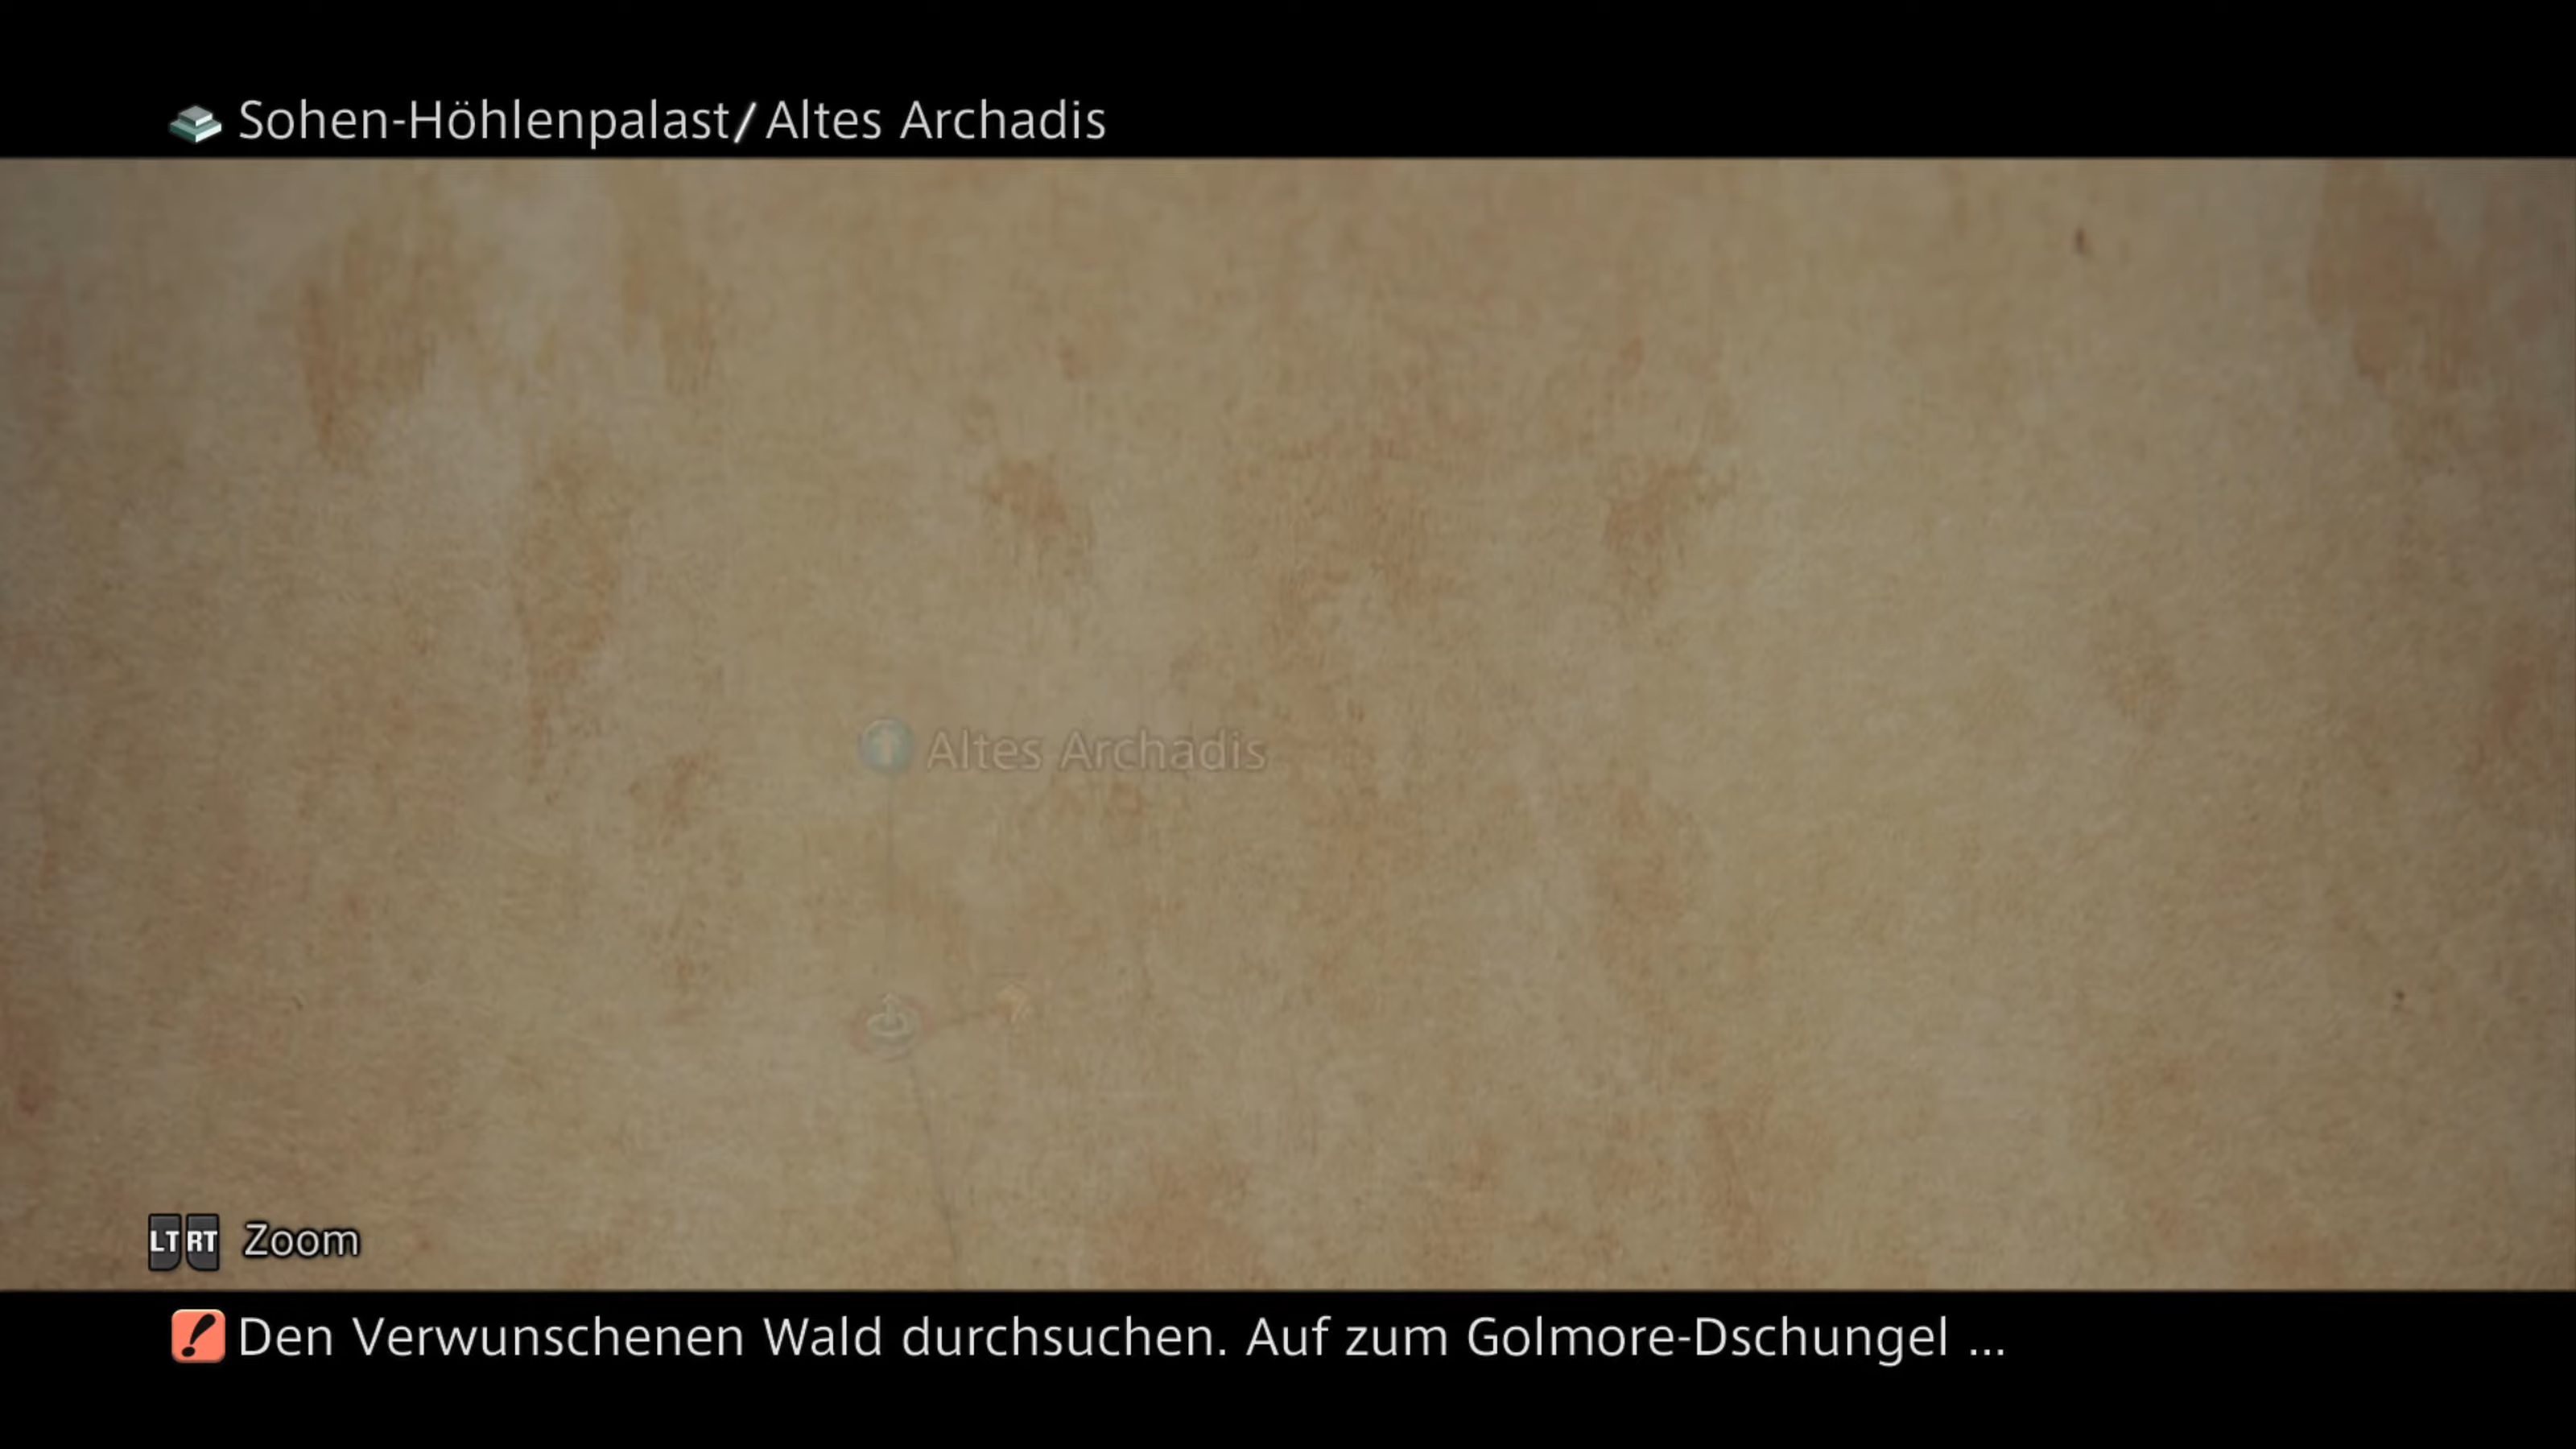 Sohen-Höhlenpalast/Altes Archadis
Altes Archadis
LT RT Zoom
Den Verwunschenen Wald durchsuchen. Auf zum Golmore-Dschungel ...